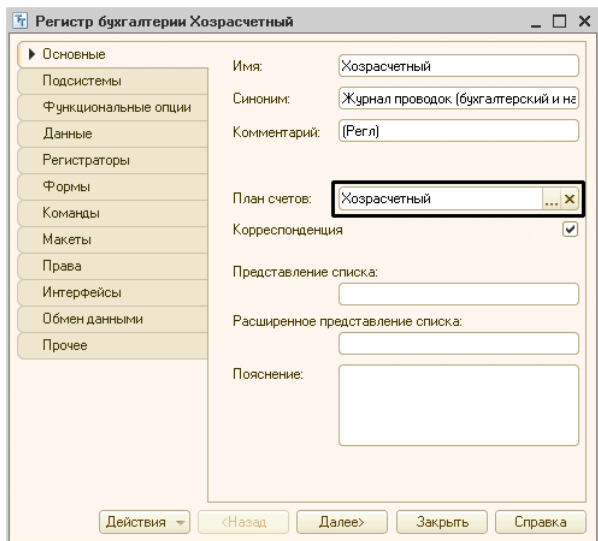 Регистр бухгалтерии Хозрасчетный
Основные
Подсистемы
Функциональные опции
Данные
Регистраторы
Формы
Команды
Макеты
Права
Интерфейсы
Обмен данными
Прочее
Имя: Хозрасчетный
Синоним: Журнал проводок (бухгалтерский и на
Комментарий: (Регл)
План счетов: Хозрасчетный ...
Корреспонденция
Представление списка:
Расширенное представление списка:
Пояснение:
Действия <Назад Далее> Закрыть Справка